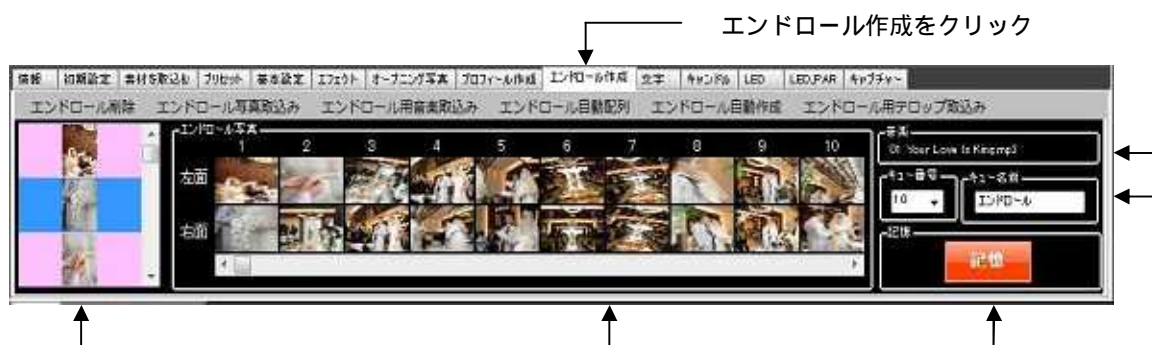 エンドロール作成をクリック
情報 初期設定 素材を取込む プリセット 基本設定 エフェクト オープニング写真 プロフィール作成 エンドロール作成 文字 キャンドル LED LED,PAR キャプチャー
エンドロール削除 エンドロール写真取込み エンドロール用音楽取込み エンドロール自動配列 エンドロール自動作成 エンドロール用テロップ取込み
エンドロール写真
1 2 3 4 5 6 7 8 9 10
左面
右面
音楽
01 Your Love Is King.mp3
キュー番号 キュー名前
10 エンドロール
記憶
記憶